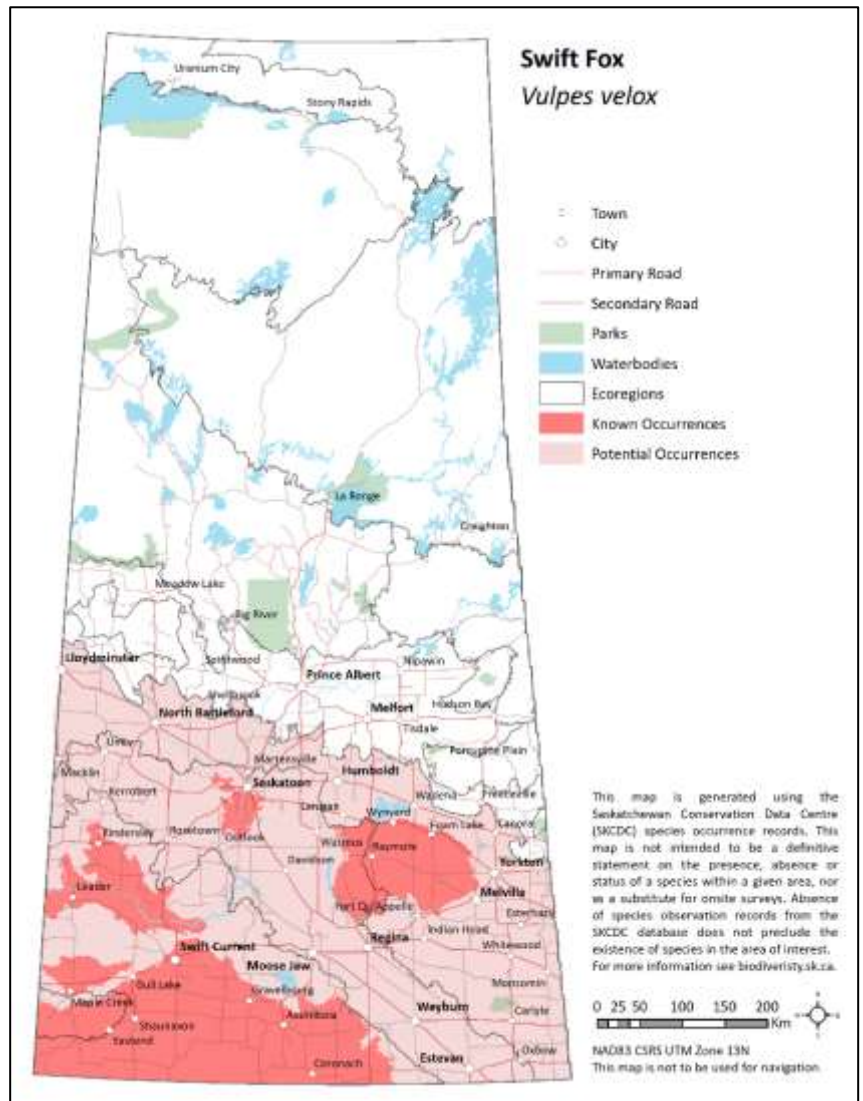 Swift Fox
Vulpes velox
Uranium City
Stony Rapids
Town
City
Primary Road
Secondary Road
Parks
Waterbodies
Ecoregions
Known Occurrences
Potential Occurrences
La Ronge
Creighton
Meadow Lake
Big River
Lloydminster
Spiritwood
Nipawin
Prince Albert
Shellbrook
Hudson Bay
North Battleford
Melfort
Tisdale
Unity
Porcupine Plain
Martensville
Macklin
Humboldt
Saskatoon
Kerrobert
Lanigan
Wadena
Preeceville
Wynyard
Rosetown
Outlook
Foam Lake
Canora
Kindersley
Watrous
Raymore
Davidson
Yorkton
Leader
Melville
Fort Qu'Appelle
Esterhazy
Indian Head
Regina
Whitewood
Swift Current
Moose Jaw
Gull Lake
Gravelbourg
Moosomin
Maple Creek
Assiniboia
Weyburn
Carlyle
Shaunavon
Eastend
Oxbow
Coronach
Estevan
This map is generated using the
Saskatchewan Conservation Data Centre
(SKCDC) species occurrence records. This
map is not intended to be a definitive
statement on the presence, absence or
status of a species within a given area, nor
as a substitute for onsite surveys. Absence
of species observation records from the
SKCDC database does not preclude the
existence of species in the area of interest.
For more information see biodiveristy.sk.ca.
0 25 50 100 150 200
Km
NAD83 CSRS UTM Zone 13N
This map is not to be used for navigation.